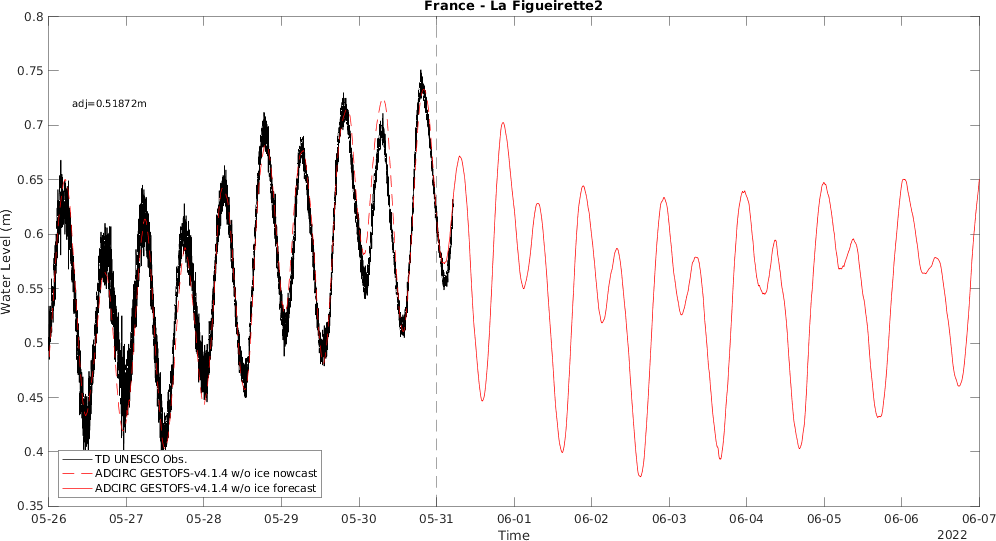 France - La Figueirette2
0.8
0.75
adj=0.51872m
0.7
0.65
0.6
Water Level (m)
0.55
0.5
0.45
0.4
0.35
TD UNESCO Obs.
ADCIRC GESTOFS-v4.1.4 w/o ice nowcast
ADCIRC GESTOFS-v4.1.4 w/o ice forecast
05-26 05-27 05-28 05-29 05-30 05-31 06-01 06-02 06-03 06-04 06-05 06-06 06-07
Time
2022